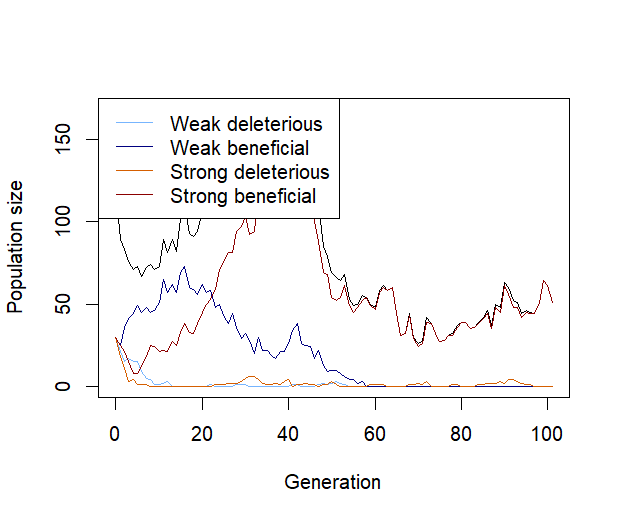 Weak deleterious
Weak beneficial
Strong deleterious
Strong beneficial
Population size
0
50
100
150
0
20
40
60
80
100
Generation